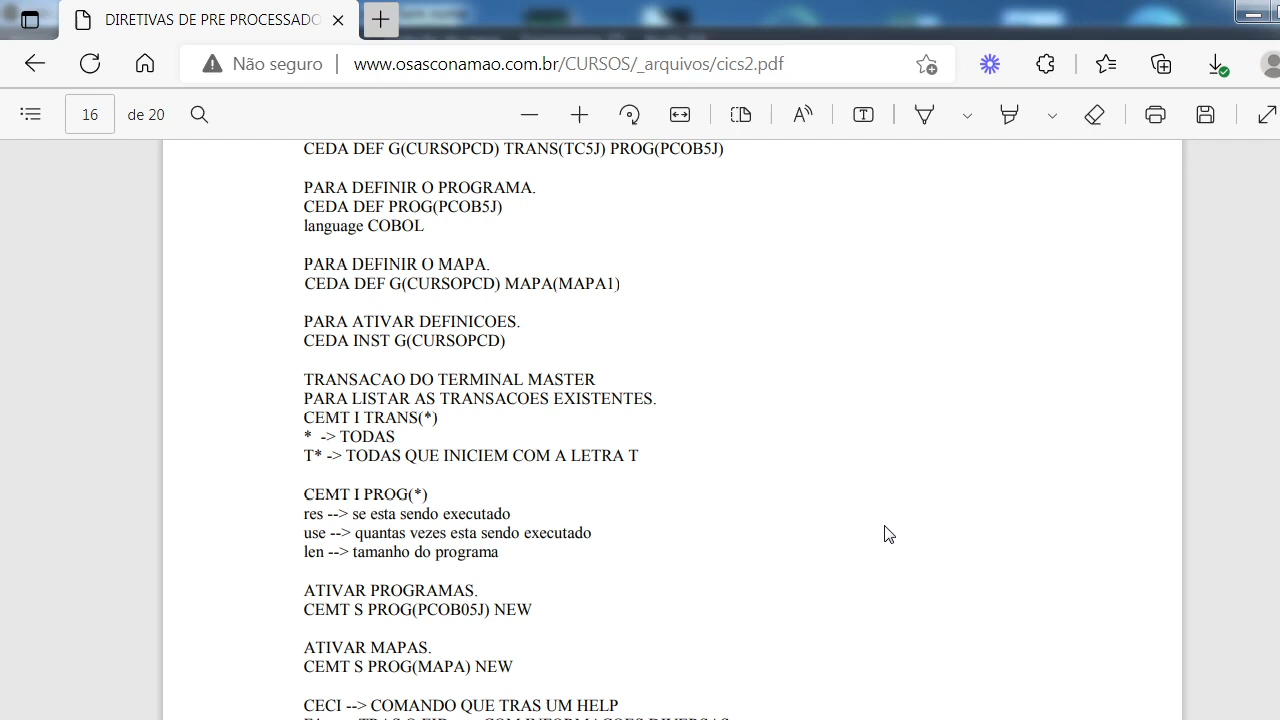 DIRETIVAS DE PRE PROCESSADO
Não seguro
www.osasconamao.com.br/CURSOS/_arquivos/cics2.pdf
16 de 20
CEDA DEF G(CURSOPCD) TRANS(TC5J) PROG(PCOB5J)
PARA DEFINIR O PROGRAMA.
CEDA DEF PROG(PCOB5J)
language COBOL
PARA DEFINIR O MAPA.
CEDA DEF G(CURSOPCD) MAPA(MAPA1)
PARA ATIVAR DEFINICOES.
CEDA INST G(CURSOPCD)
TRANSACAO DO TERMINAL MASTER
PARA LISTAR AS TRANSACOES EXISTENTES.
CEMT I TRANS(*)
* -> TODAS
T* -> TODAS QUE INICIEM COM A LETRA T
CEMT I PROG(*)
res --> se esta sendo executado
use --> quantas vezes esta sendo executado
len --> tamanho do programa
ATIVAR PROGRAMAS.
CEMT S PROG(PCOB05J) NEW
ATIVAR MAPAS.
CEMT S PROG(MAPA) NEW
CECI --> COMANDO QUE TRAS UM HELP